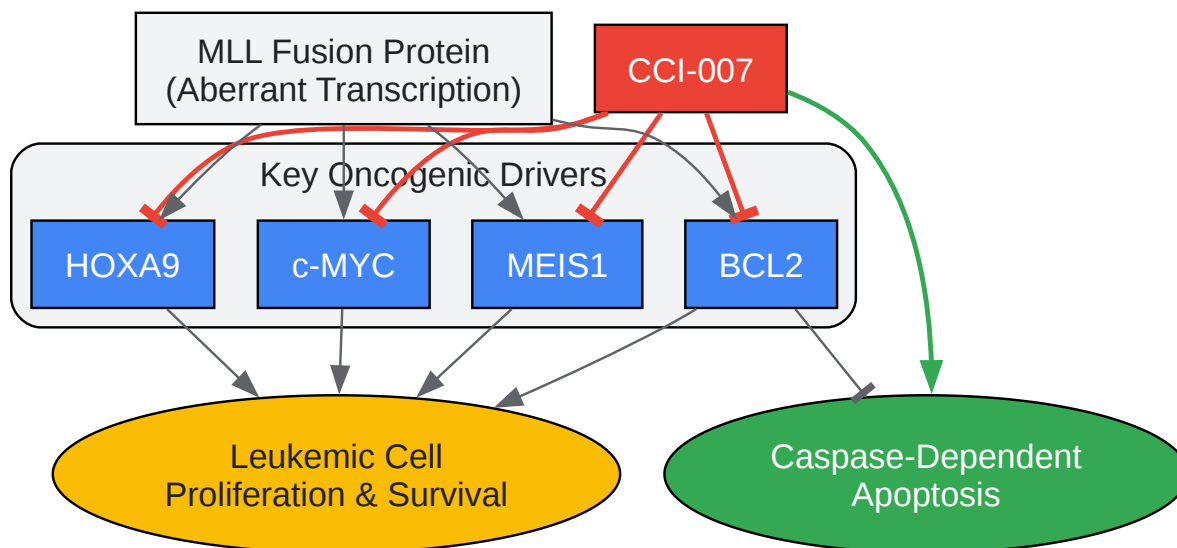 MLL Fusion Protein
(Aberrant Transcription)
CCI-007
Key Oncogenic Drivers
HOXA9
c-MYC
MEIS1
BCL2
Leukemic Cell
Proliferation & Survival
Caspase-Dependent
Apoptosis